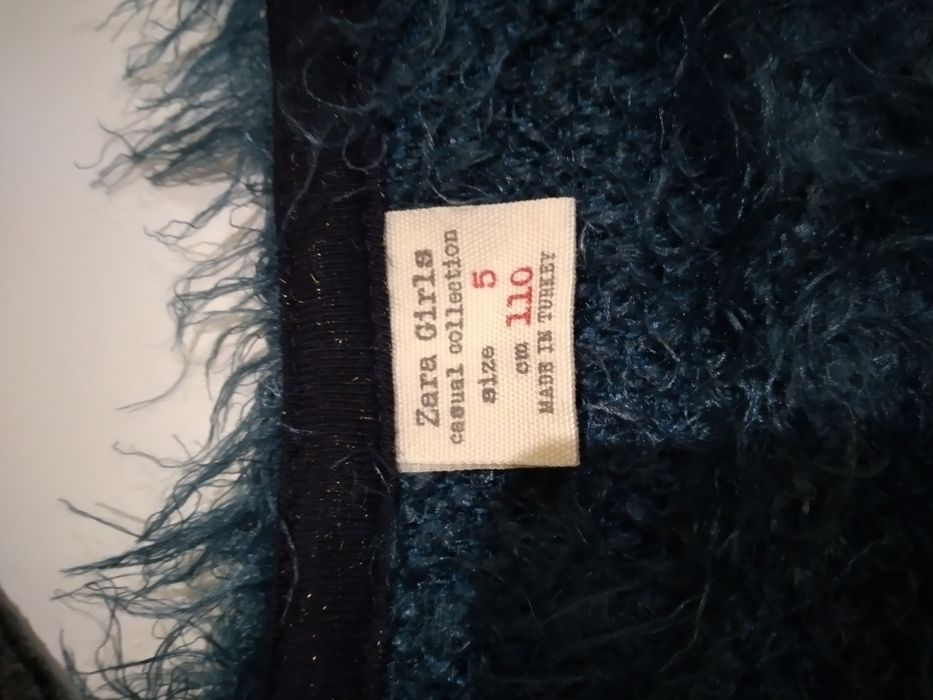 Zara Girls
casual collection
size 5
cm 110
MADE IN TURKEY